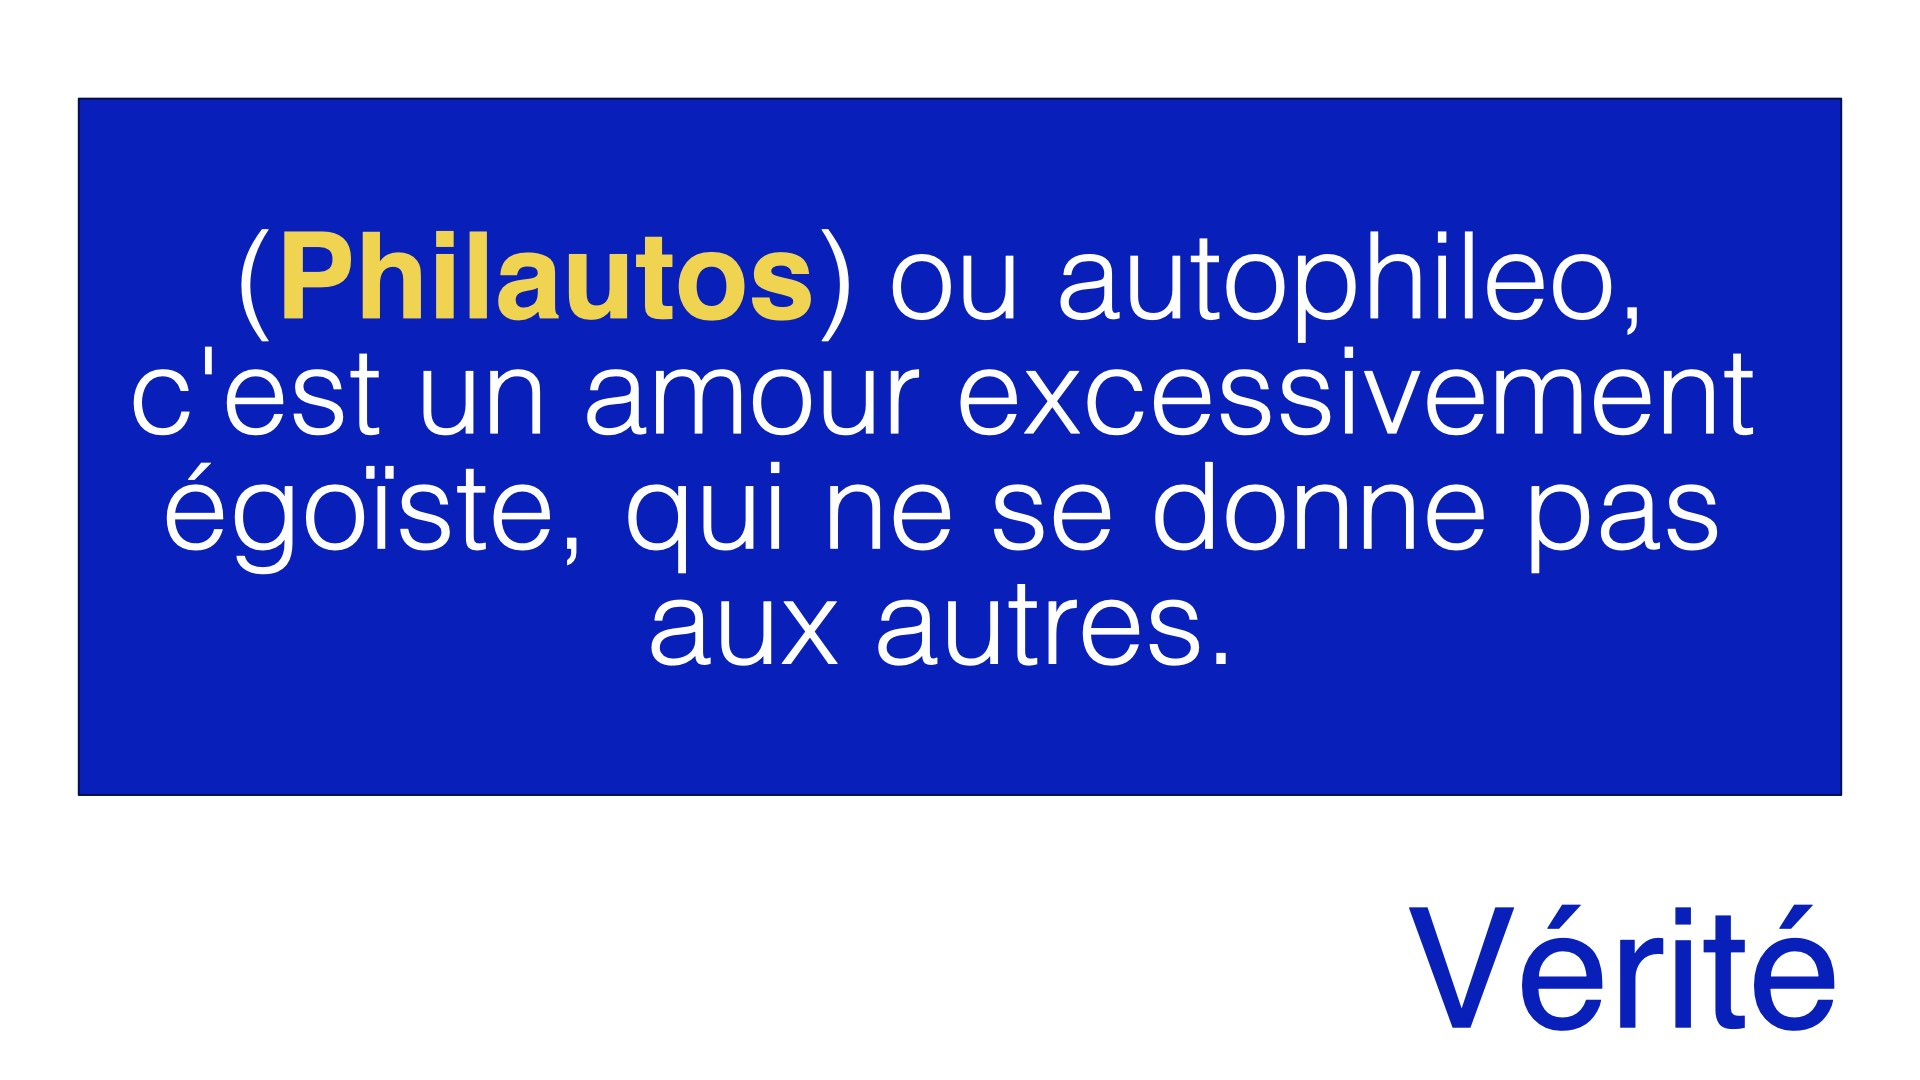 (Philautos) ou autophileo,
c'est un amour excessivement
égoïste, qui ne se donne pas
aux autres.
Vérité